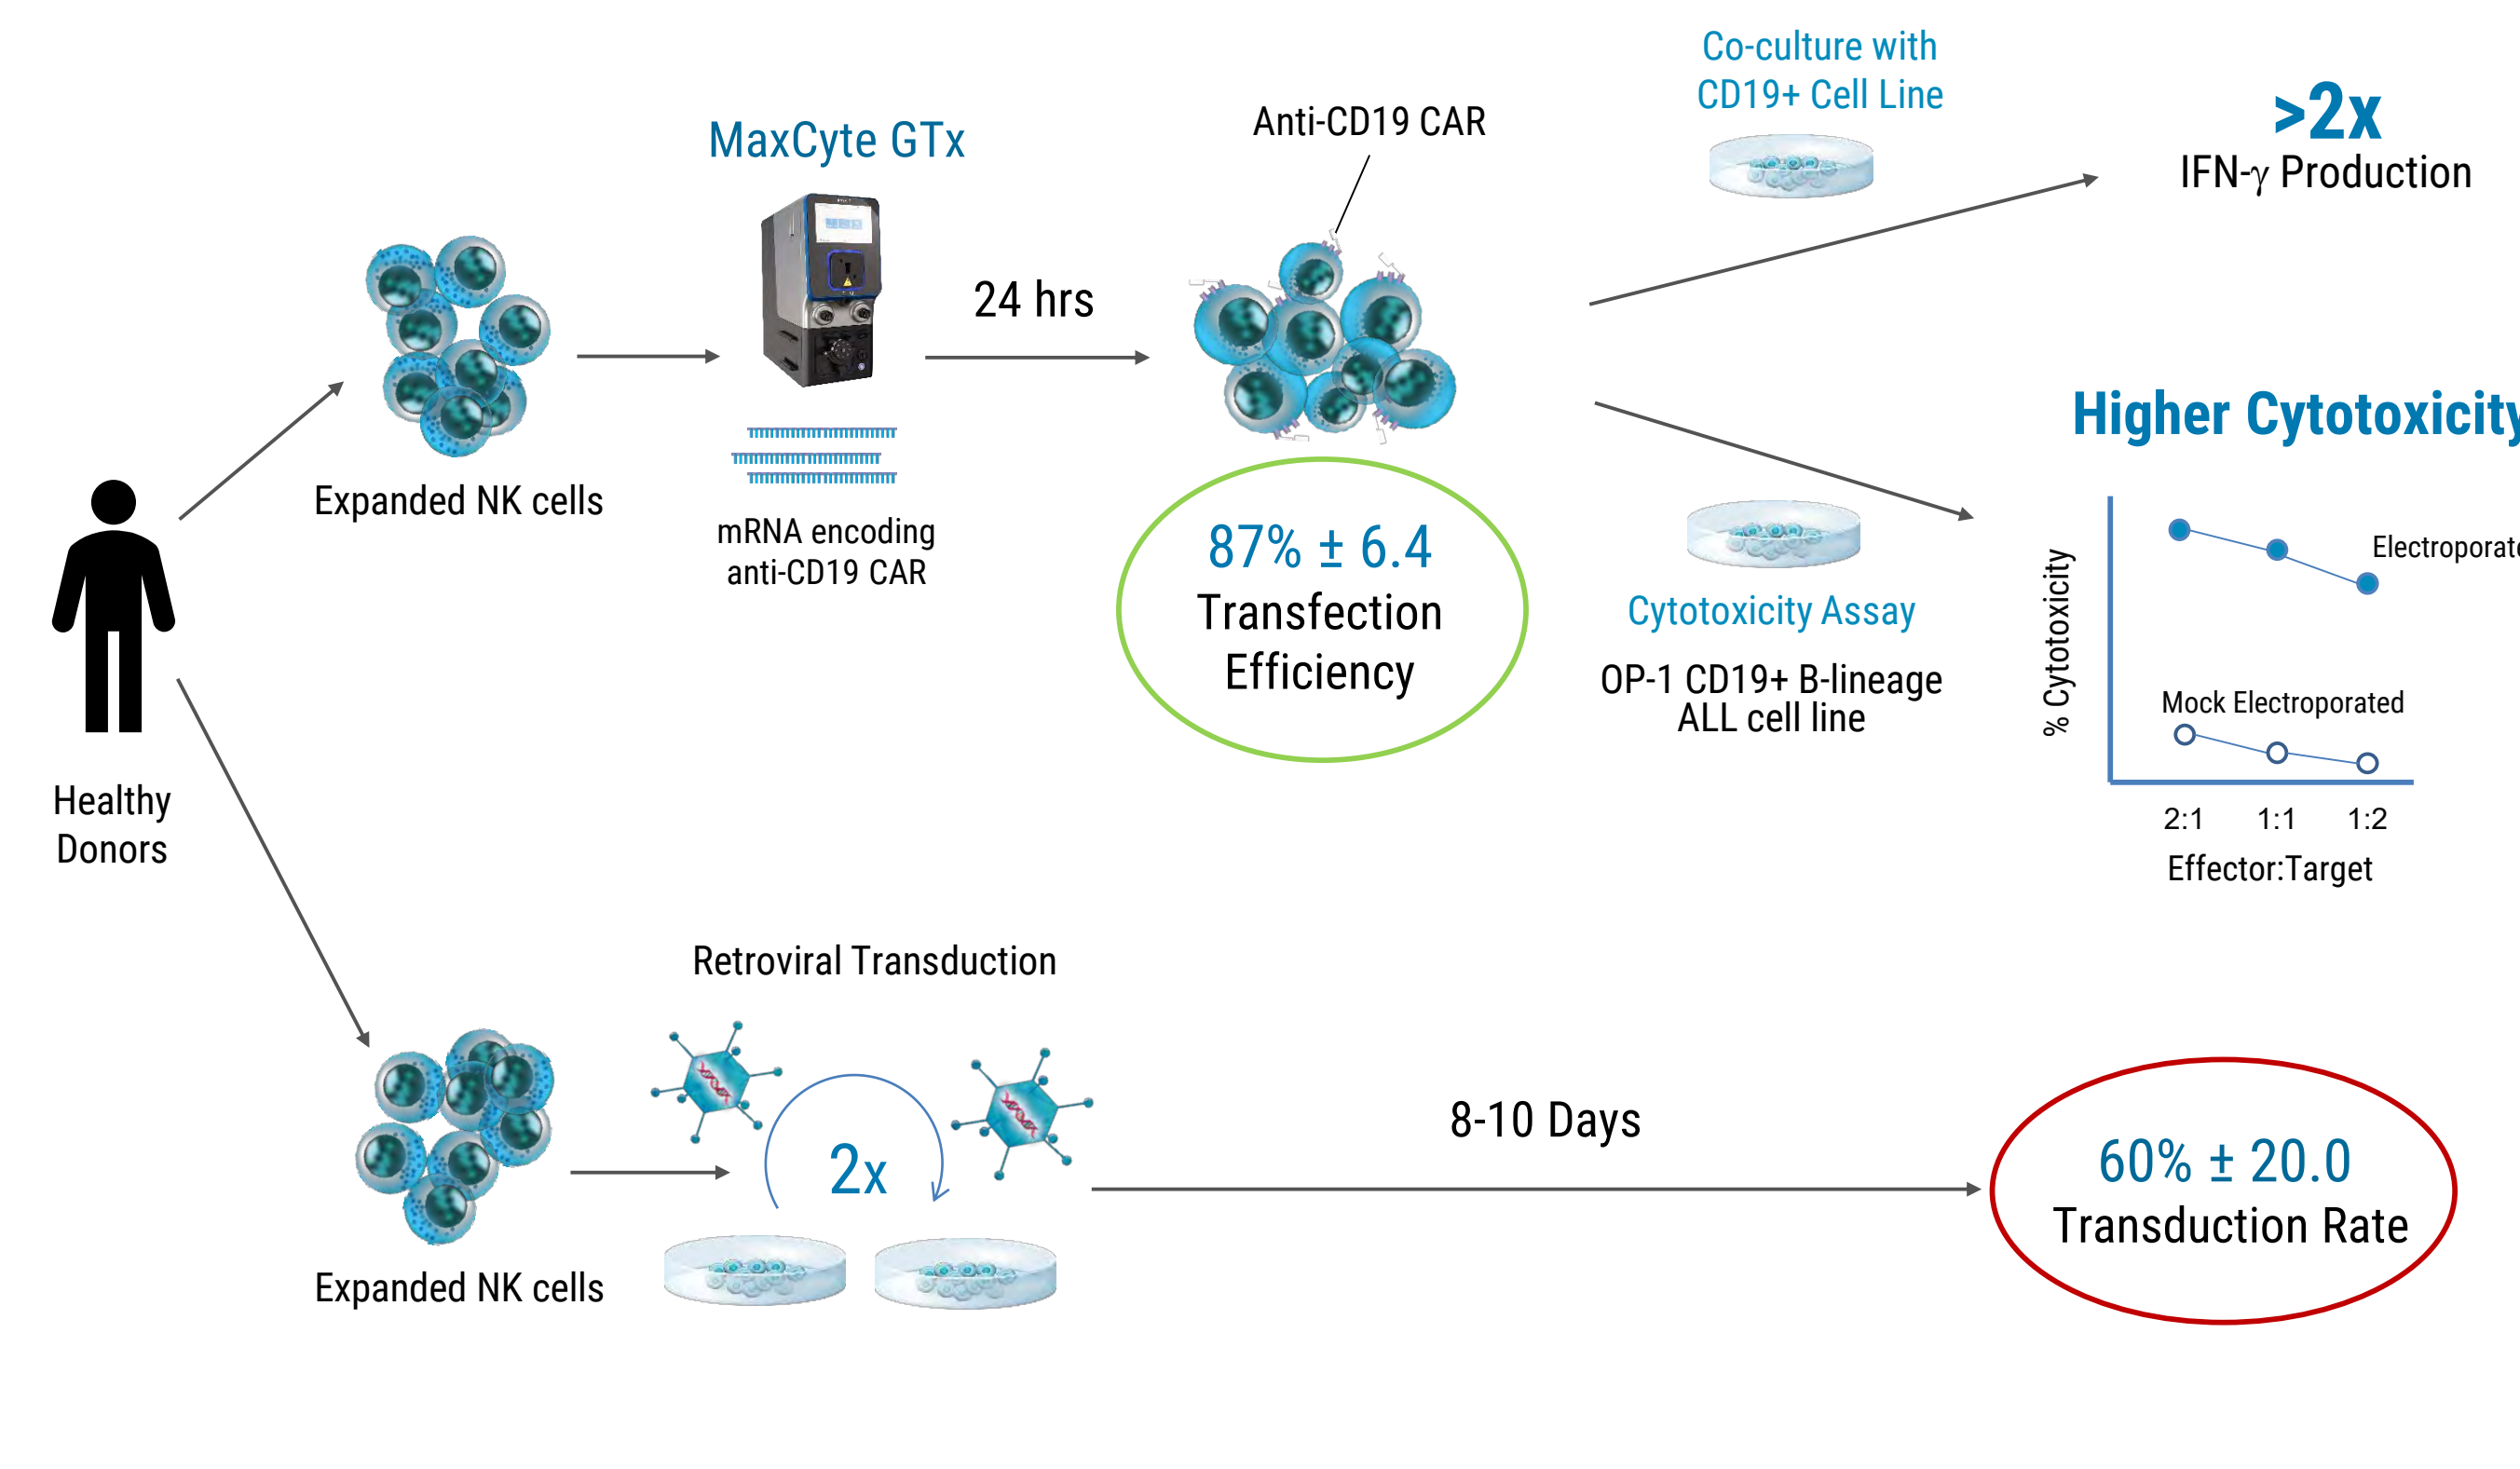 Co-culture with
CD19+ Cell Line
>2x
IFN-γ Production
Anti-CD19 CAR
MaxCyte GTx
24 hrs
Expanded NK cells
mRNA encoding
anti-CD19 CAR
87% ± 6.4
Transfection
Efficiency
Cytotoxicity Assay
OP-1 CD19+ B-lineage
ALL cell line
Higher Cytotoxicity
% Cytotoxicity
Electroporate
Mock Electroporated
2:1 1:1 1:2
Effector:Target
Healthy
Donors
Retroviral Transduction
2x
Expanded NK cells
8-10 Days
60% ± 20.0
Transduction Rate